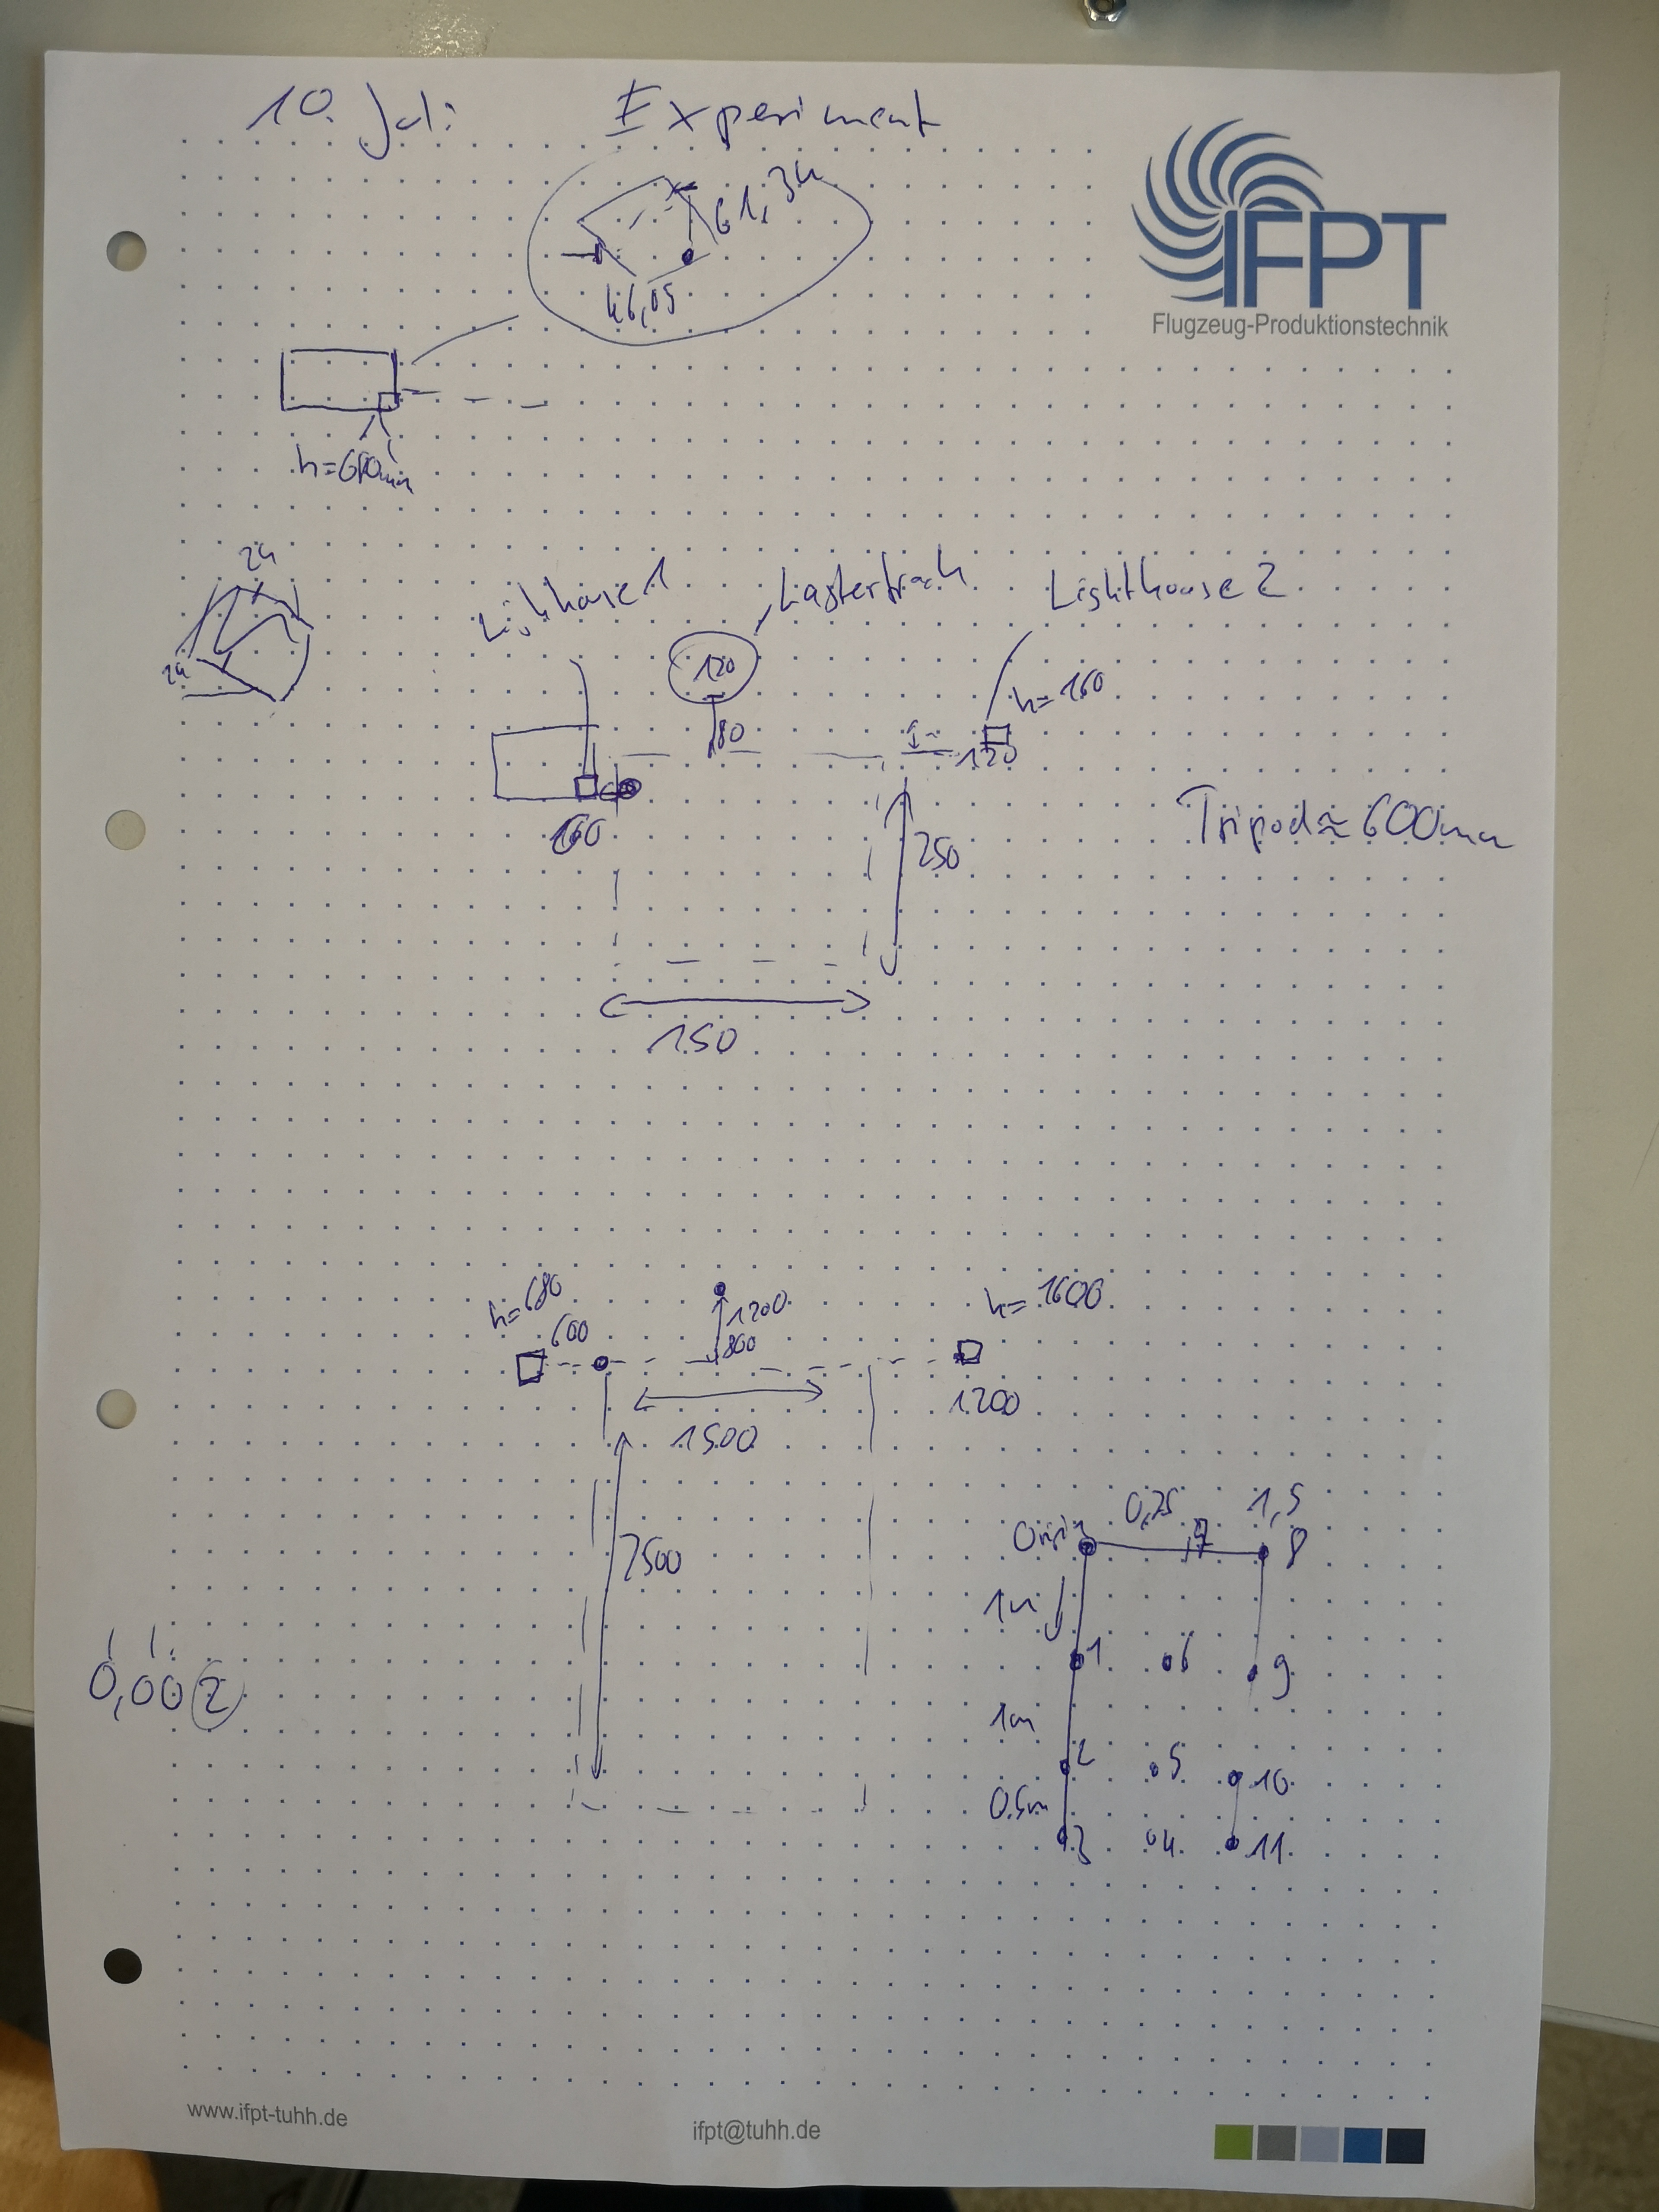 10. Juli Experiment
61,34
46,05
IFPT
Flugzeug-Produktionstechnik
24
24
Lighthouse 1
Lastertrack
Lighthouse 2
120
h=160
80
120
160
Tripod ≈ 600mm
250
150
h=680
600
1200
800
h=1600
1200
1500
2500
Origin
0,25
1,5
7
8
1m
1
6
9
0,002
1m
2
5
10
0.5m
3
4
11
www.ifpt-tuhh.de
ifpt@tuhh.de